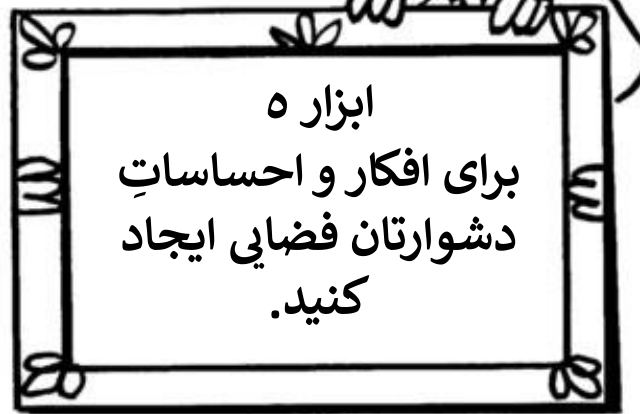 ابزار ۵
برای افکار و احساساتِ
دشوارتان فضایی ایجاد
کنید.